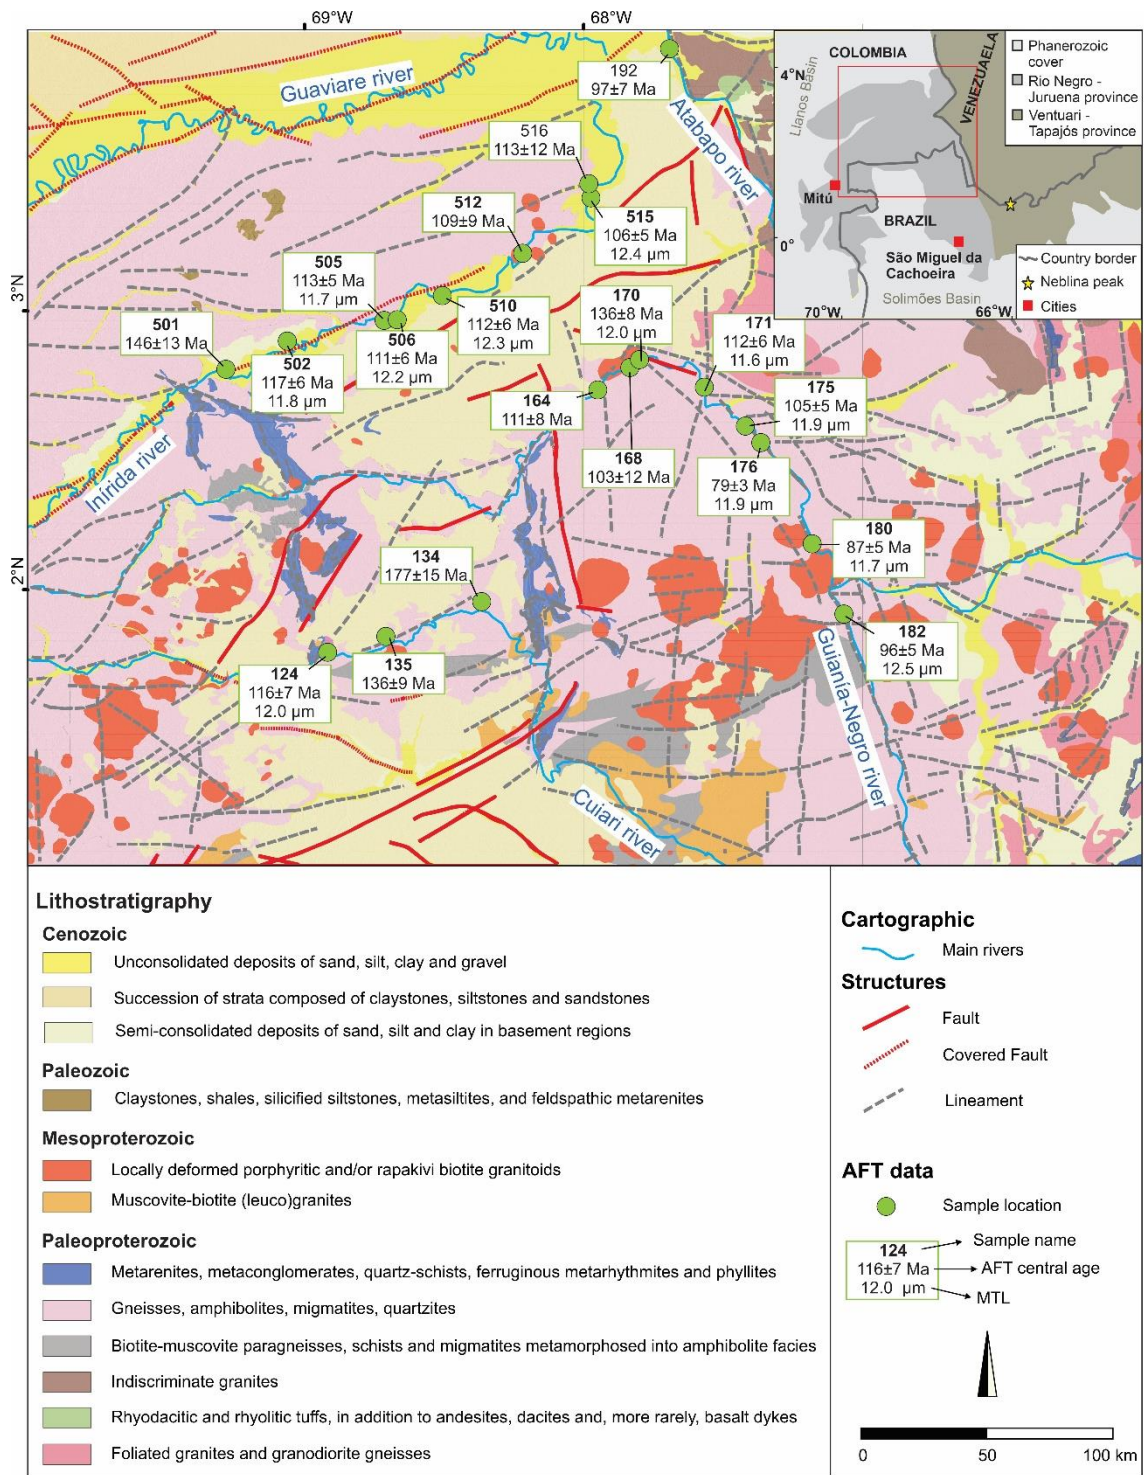 69°W
68°W
Guaviare river
192
97±7 Ma
Atabapo river
516
113±12 Ma
512
109±9 Ma
515
106±5 Ma
12.4 µm
505
113±5 Ma
11.7 µm
3°N
501
146±13 Ma
510
112±6 Ma
12.3 µm
170
136±8 Ma
12.0 µm
171
112±6 Ma
11.6 µm
502
117±6 Ma
11.8 µm
506
111±6 Ma
12.2 µm
164
111±8 Ma
175
105±5 Ma
11.9 µm
168
103±12 Ma
176
79±3 Ma
11.9 µm
Inírida river
180
87±5 Ma
11.7 µm
134
177±15 Ma
2°N
182
96±5 Ma
12.5 µm
124
116±7 Ma
12.0 µm
135
136±9 Ma
Guianía-Negro river
Cuiari river
COLOMBIA
VENEZUAELA
4°N
Llanos Basin
Mitú
BRAZIL
0°
São Miguel da
Cachoeira
Solimões Basin
70°W
66°W
Phanerozoic
cover
Rio Negro -
Juruena province
Ventuari -
Tapajós province
Country border
Neblina peak
Cities
Lithostratigraphy
Cenozoic
Unconsolidated deposits of sand, silt, clay and gravel
Succession of strata composed of claystones, siltstones and sandstones
Semi-consolidated deposits of sand, silt and clay in basement regions
Paleozoic
Claystones, shales, silicified siltstones, metasiltites, and feldspathic metarenites
Mesoproterozoic
Locally deformed porphyritic and/or rapakivi biotite granitoids
Muscovite-biotite (leuco)granites
Paleoproterozoic
Metarenites, metaconglomerates, quartz-schists, ferruginous metarhythmites and phyllites
Gneisses, amphibolites, migmatites, quartzites
Biotite-muscovite paragneisses, schists and migmatites metamorphosed into amphibolite facies
Indiscriminate granites
Rhyodacitic and rhyolitic tuffs, in addition to andesites, dacites and, more rarely, basalt dykes
Foliated granites and granodiorite gneisses
Cartographic
Main rivers
Structures
Fault
Covered Fault
Lineament
AFT data
Sample location
124
116±7 Ma
12.0 µm
Sample name
AFT central age
MTL
0 50 100 km